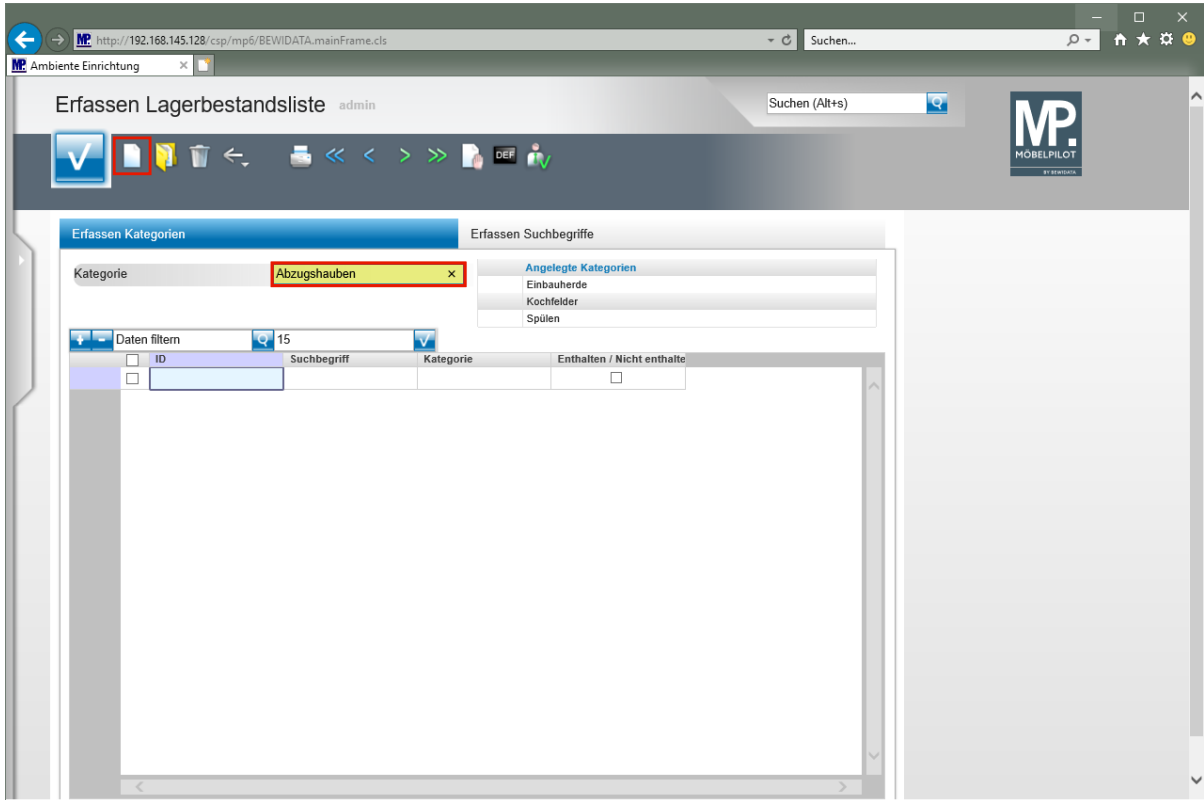 http://192.168.145.128/csp/mp6/BEWIDATA.mainFrame.cls
Suchen...
MP. Ambiente Einrichtung
Erfassen Lagerbestandsliste admin
Suchen (Alt+s)
MP.
MÖBELPILOT
BY BEWIDATA
DEF
Erfassen Kategorien
Erfassen Suchbegriffe
Kategorie
Abzugshauben
Angelegte Kategorien
Einbauherde
Kochfelder
Spülen
Daten filtern
15
ID Suchbegriff Kategorie Enthalten / Nicht enthalte